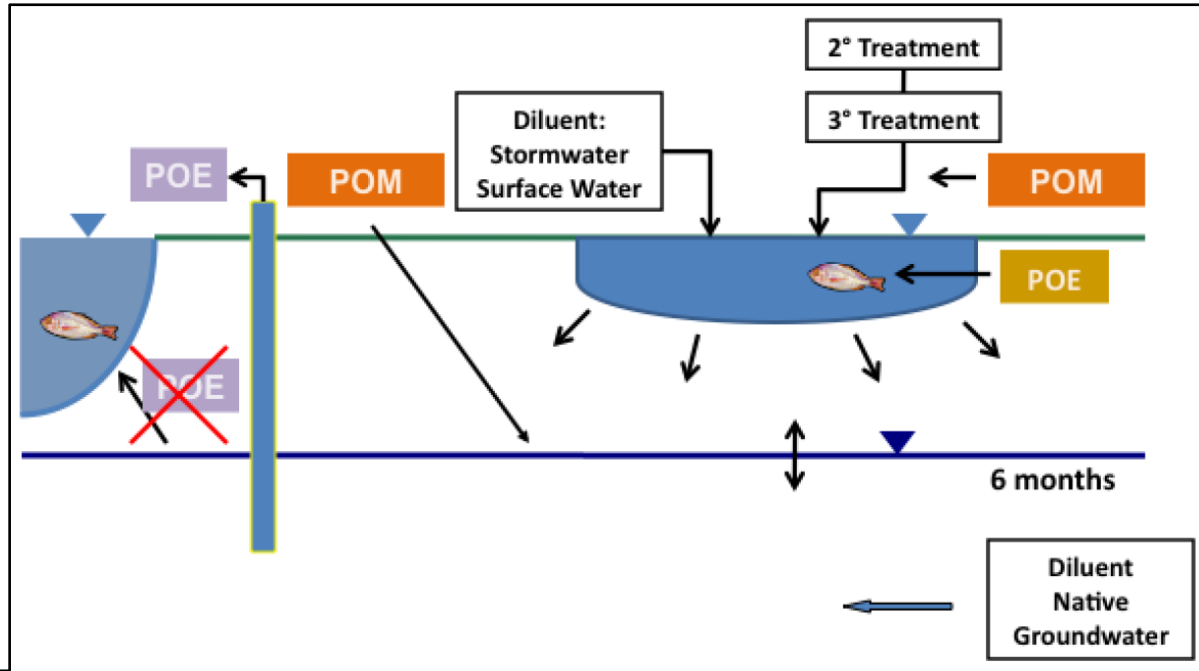 2° Treatment
3° Treatment
Diluent:
Stormwater
Surface Water
POE
POM
POM
POE
POE
6 months
Diluent
Native
Groundwater